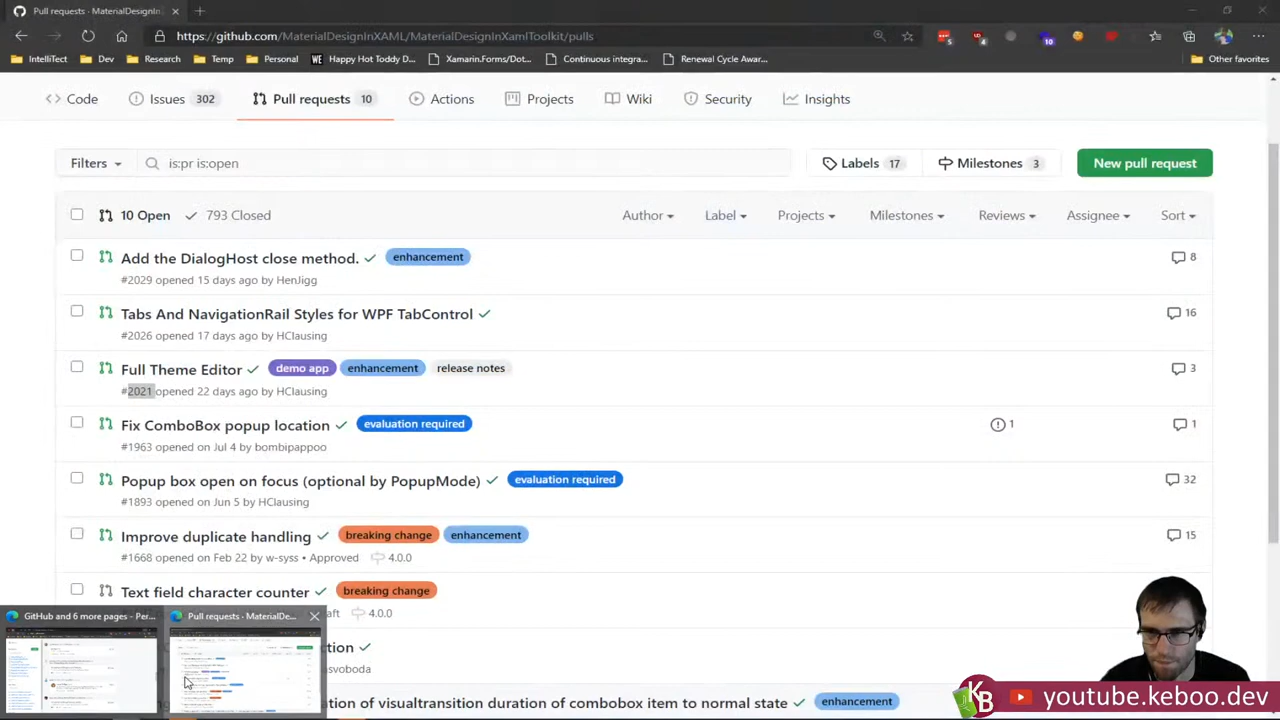 Pull requests · MaterialDesignIn
https://github.com/MaterialDesignInXAML/MaterialDesignInXamlToolkit/pulls
5
4
10
IntelliTect
Dev
Research
Temp
Personal
Happy Hot Toddy D...
Xamarin.Forms/Dot...
Continuous integra...
Renewal Cycle Awar...
Other favorites
Code
Issues 302
Pull requests 10
Actions
Projects
Wiki
Security
Insights
Filters
is:pr is:open
Labels 17
Milestones 3
New pull request
10 Open
793 Closed
Author
Label
Projects
Milestones
Reviews
Assignee
Sort
Add the DialogHost close method. enhancement 8
#2029 opened 15 days ago by HenJigg
Tabs And NavigationRail Styles for WPF TabControl 16
#2026 opened 17 days ago by HClausing
Full Theme Editor demo app enhancement release notes 3
#2021 opened 22 days ago by HClausing
Fix ComboBox popup location evaluation required 1 1
#1963 opened on Jul 4 by bombipappoo
Popup box open on focus (optional by PopupMode) evaluation required 32
#1893 opened on Jun 5 by HClausing
Improve duplicate handling breaking change enhancement 15
#1668 opened on Feb 22 by w-syss • Approved 4.0.0
Text field character counter breaking change
GitHub and 6 more pages - Per...
Pull requests - MaterialDe...
4.0.0
enhancement
KB
youtube.keboo.dev